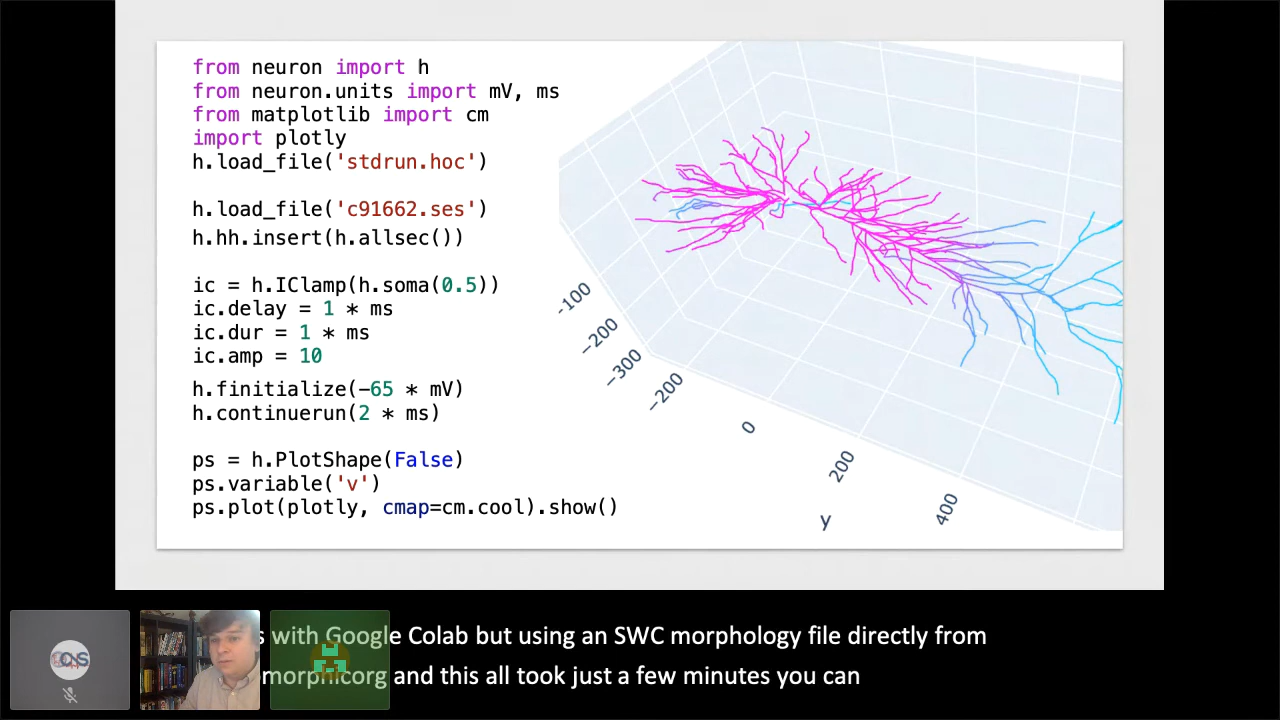 from neuron import h
from neuron.units import mV, ms
from matplotlib import cm
import plotly
h.load_file('stdrun.hoc')
h.load_file('c91662.ses')
h.hh.insert(h.allsec())
ic = h.IClamp(h.soma(0.5))
ic.delay = 1 * ms
ic.dur = 1 * ms
ic.amp = 10
h.finitialize(-65 * mV)
h.continuerun(2 * ms)
ps = h.PlotShape(False)
ps.variable('v')
ps.plot(plotly, cmap=cm.cool).show()
-100
-200
-300
-200
0
200
400
y
s with Google Colab but using an SWC morphology file directly from
morphicorg and this all took just a few minutes you can